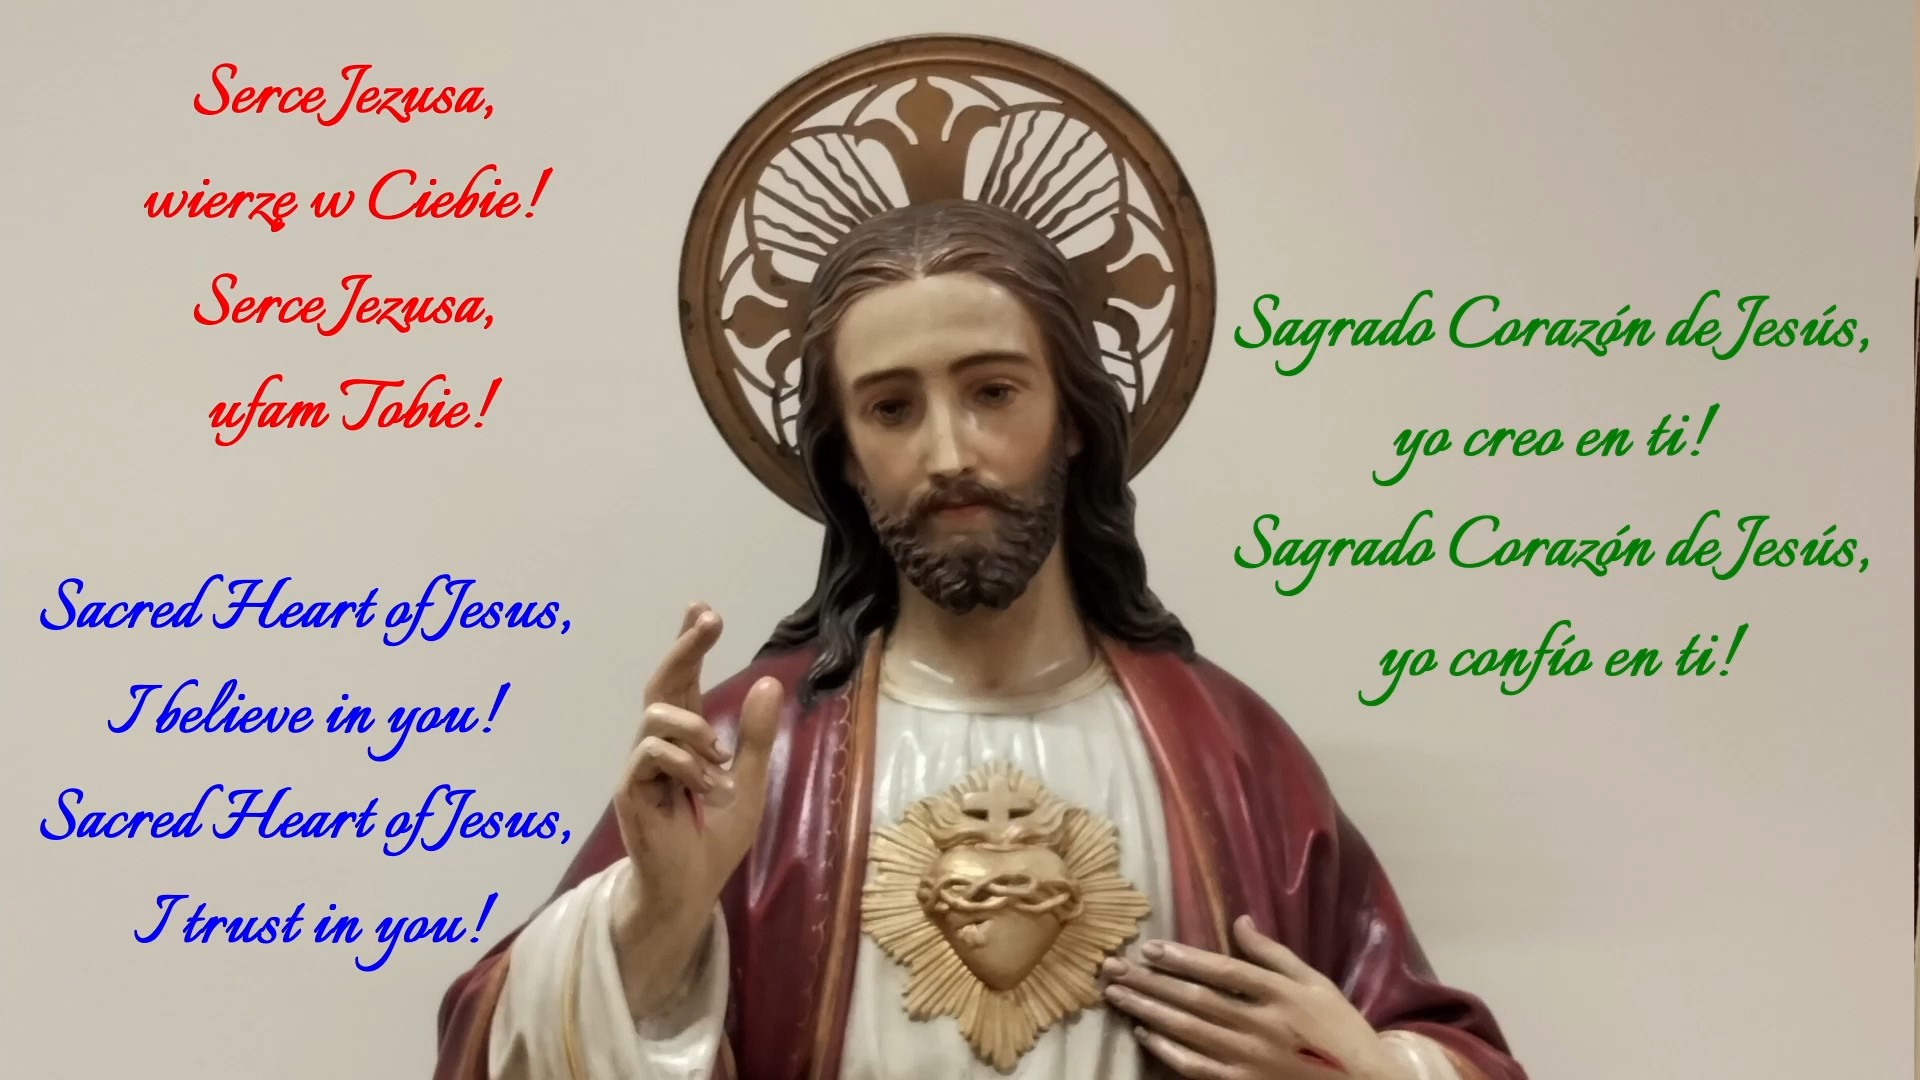 Serce Jezusa,
wierzę w Ciebie!
Serce Jezusa,
ufam Tobie!
Sacred Heart of Jesus,
I believe in you!
Sacred Heart of Jesus,
I trust in you!
Sagrado Corazón de Jesús,
yo creo en ti!
Sagrado Corazón de Jesús,
yo confío en ti!